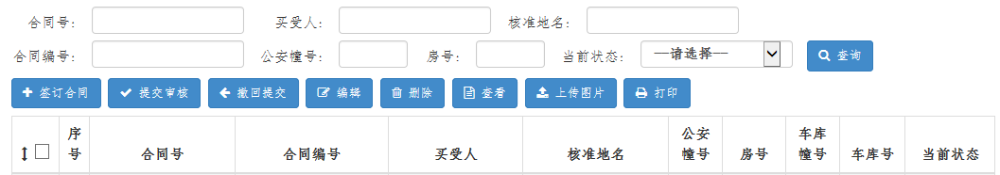 合同号： 买受人： 核准地名：
合同编号： 公安幢号： 房号： 当前状态： —请选择— 查询
签订合同 提交审核 撤回提交 编辑 删除 查看 上传图片 打印
序号 合同号 合同编号 买受人 核准地名 公安幢号 房号 车库幢号 车库号 当前状态